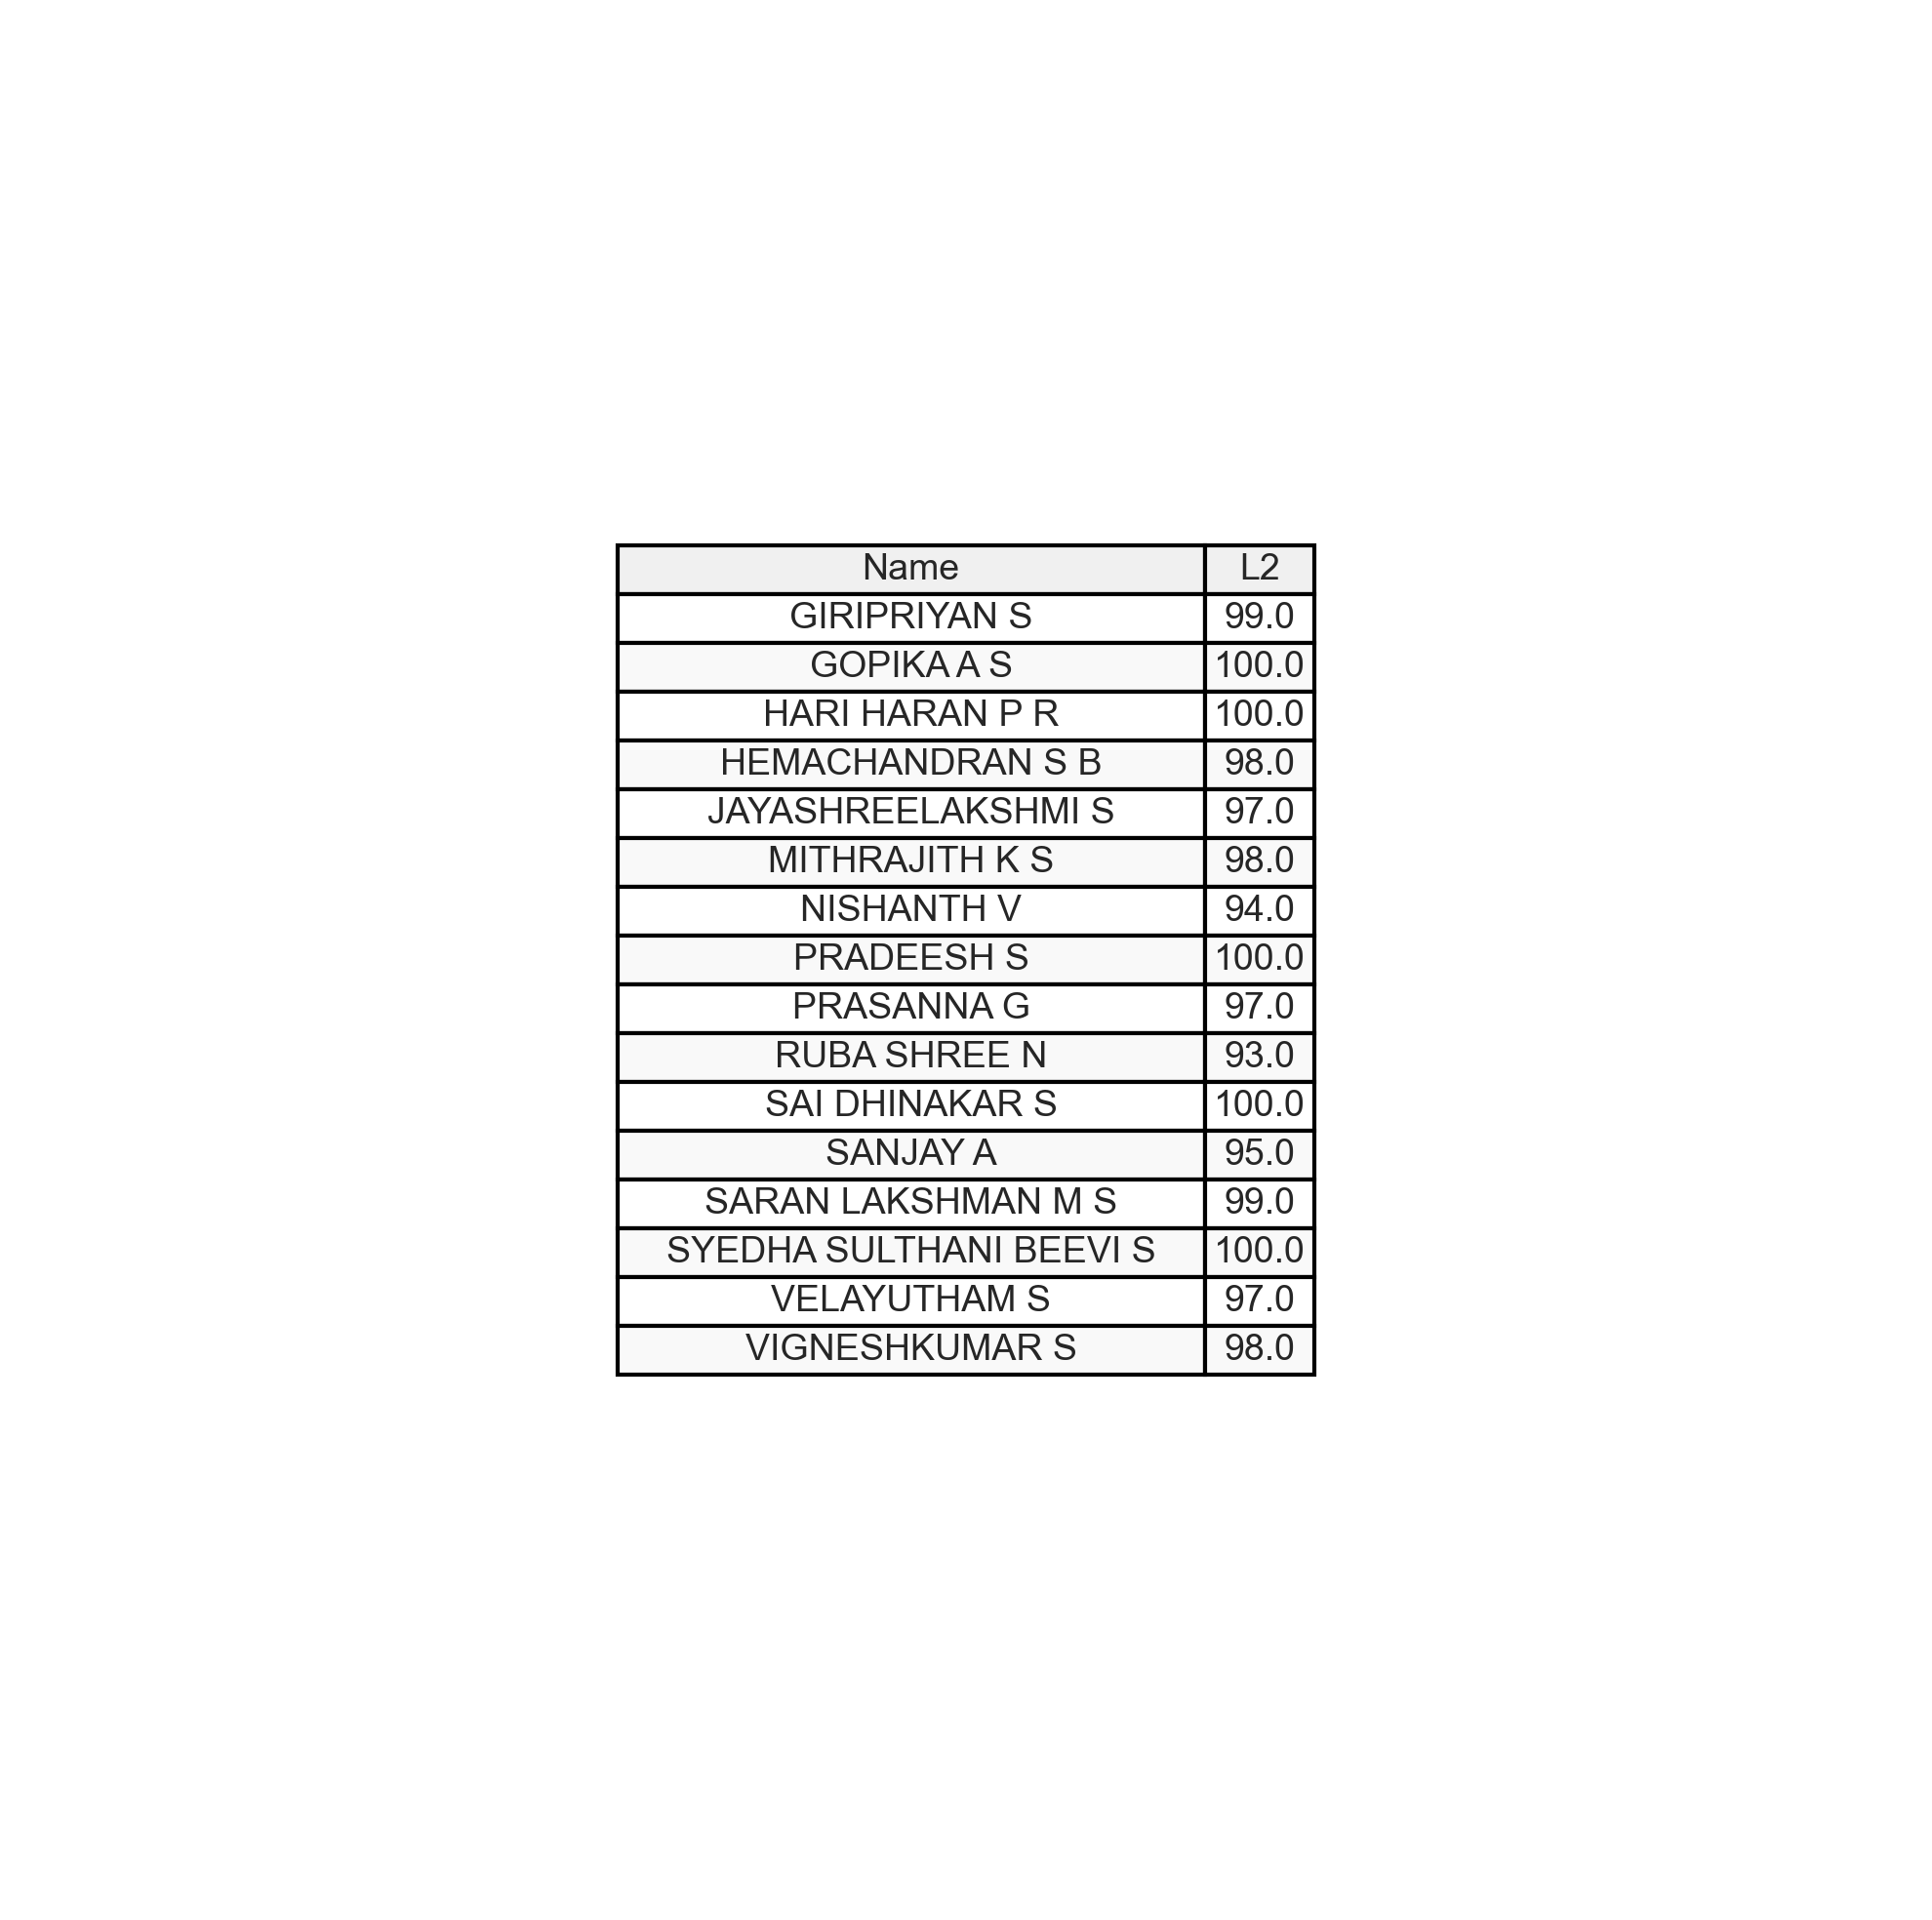 Name L2
GIRIPRIYAN S 99.0
GOPIKA A S 100.0
HARI HARAN P R 100.0
HEMACHANDRAN S B 98.0
JAYASHREELAKSHMI S 97.0
MITHRAJITH K S 98.0
NISHANTH V 94.0
PRADEESH S 100.0
PRASANNA G 97.0
RUBA SHREE N 93.0
SAI DHINAKAR S 100.0
SANJAY A 95.0
SARAN LAKSHMAN M S 99.0
SYEDHA SULTHANI BEEVI S 100.0
VELAYUTHAM S 97.0
VIGNESHKUMAR S 98.0